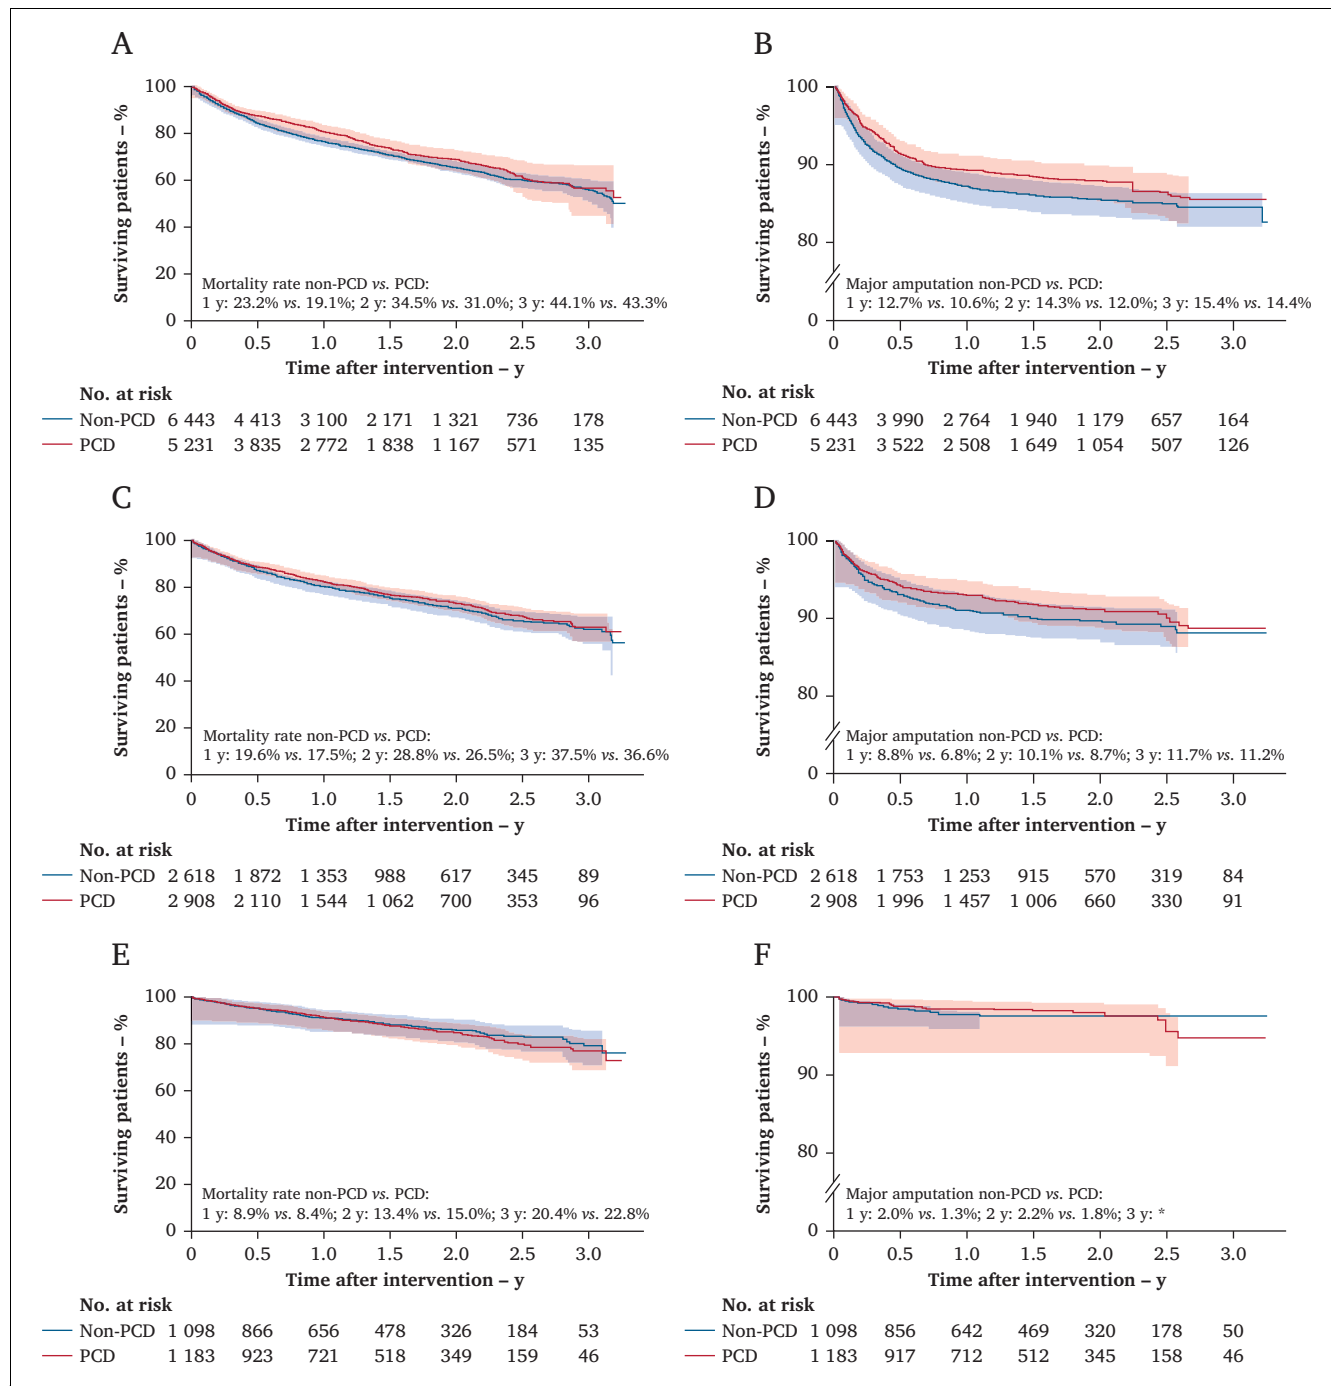 A
Surviving patients – %
100
80
60
40
20
0
Mortality rate non-PCD vs. PCD:
1 y: 23.2% vs. 19.1%; 2 y: 34.5% vs. 31.0%; 3 y: 44.1% vs. 43.3%
0 0.5 1.0 1.5 2.0 2.5 3.0
Time after intervention – y
No. at risk
Non-PCD 6 443 4 413 3 100 2 171 1 321 736 178
PCD 5 231 3 835 2 772 1 838 1 167 571 135
B
Surviving patients – %
100
90
80
0
Major amputation non-PCD vs. PCD:
1 y: 12.7% vs. 10.6%; 2 y: 14.3% vs. 12.0%; 3 y: 15.4% vs. 14.4%
0 0.5 1.0 1.5 2.0 2.5 3.0
Time after intervention – y
No. at risk
Non-PCD 6 443 3 990 2 764 1 940 1 179 657 164
PCD 5 231 3 522 2 508 1 649 1 054 507 126
C
Surviving patients – %
100
80
60
40
20
0
Mortality rate non-PCD vs. PCD:
1 y: 19.6% vs. 17.5%; 2 y: 28.8% vs. 26.5%; 3 y: 37.5% vs. 36.6%
0 0.5 1.0 1.5 2.0 2.5 3.0
Time after intervention – y
No. at risk
Non-PCD 2 618 1 872 1 353 988 617 345 89
PCD 2 908 2 110 1 544 1 062 700 353 96
D
Surviving patients – %
100
90
80
0
Major amputation non-PCD vs. PCD:
1 y: 8.8% vs. 6.8%; 2 y: 10.1% vs. 8.7%; 3 y: 11.7% vs. 11.2%
0 0.5 1.0 1.5 2.0 2.5 3.0
Time after intervention – y
No. at risk
Non-PCD 2 618 1 753 1 253 915 570 319 84
PCD 2 908 1 996 1 457 1 006 660 330 91
E
Surviving patients – %
100
80
60
40
20
0
Mortality rate non-PCD vs. PCD:
1 y: 8.9% vs. 8.4%; 2 y: 13.4% vs. 15.0%; 3 y: 20.4% vs. 22.8%
0 0.5 1.0 1.5 2.0 2.5 3.0
Time after intervention – y
No. at risk
Non-PCD 1 098 866 656 478 326 184 53
PCD 1 183 923 721 518 349 159 46
F
Surviving patients – %
100
90
80
0
Major amputation non-PCD vs. PCD:
1 y: 2.0% vs. 1.3%; 2 y: 2.2% vs. 1.8%; 3 y: *
0 0.5 1.0 1.5 2.0 2.5 3.0
Time after intervention – y
No. at risk
Non-PCD 1 098 856 642 469 320 178 50
PCD 1 183 917 712 512 345 158 46